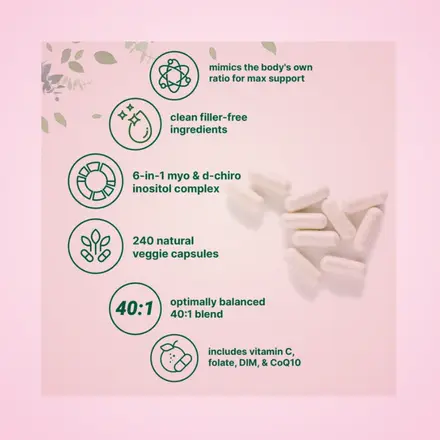 mimics the body's own
ratio for max support
clean filler-free
ingredients
6-in-1 myo & d-chiro
inositol complex
240 natural
veggie capsules
40:1
optimally balanced
40:1 blend
includes vitamin C,
folate, DIM, & CoQ10